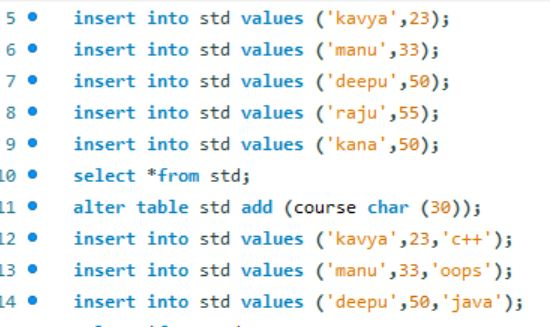 5 insert into std values ('kavya',23);
6 insert into std values ('manu',33);
7 insert into std values ('deepu',50);
8 insert into std values ('raju',55);
9 insert into std values ('kana',50);
10 select *from std;
11 alter table std add (course char (30));
12 insert into std values ('kavya',23,'c++');
13 insert into std values ('manu',33,'oops');
14 insert into std values ('deepu',50,'java');